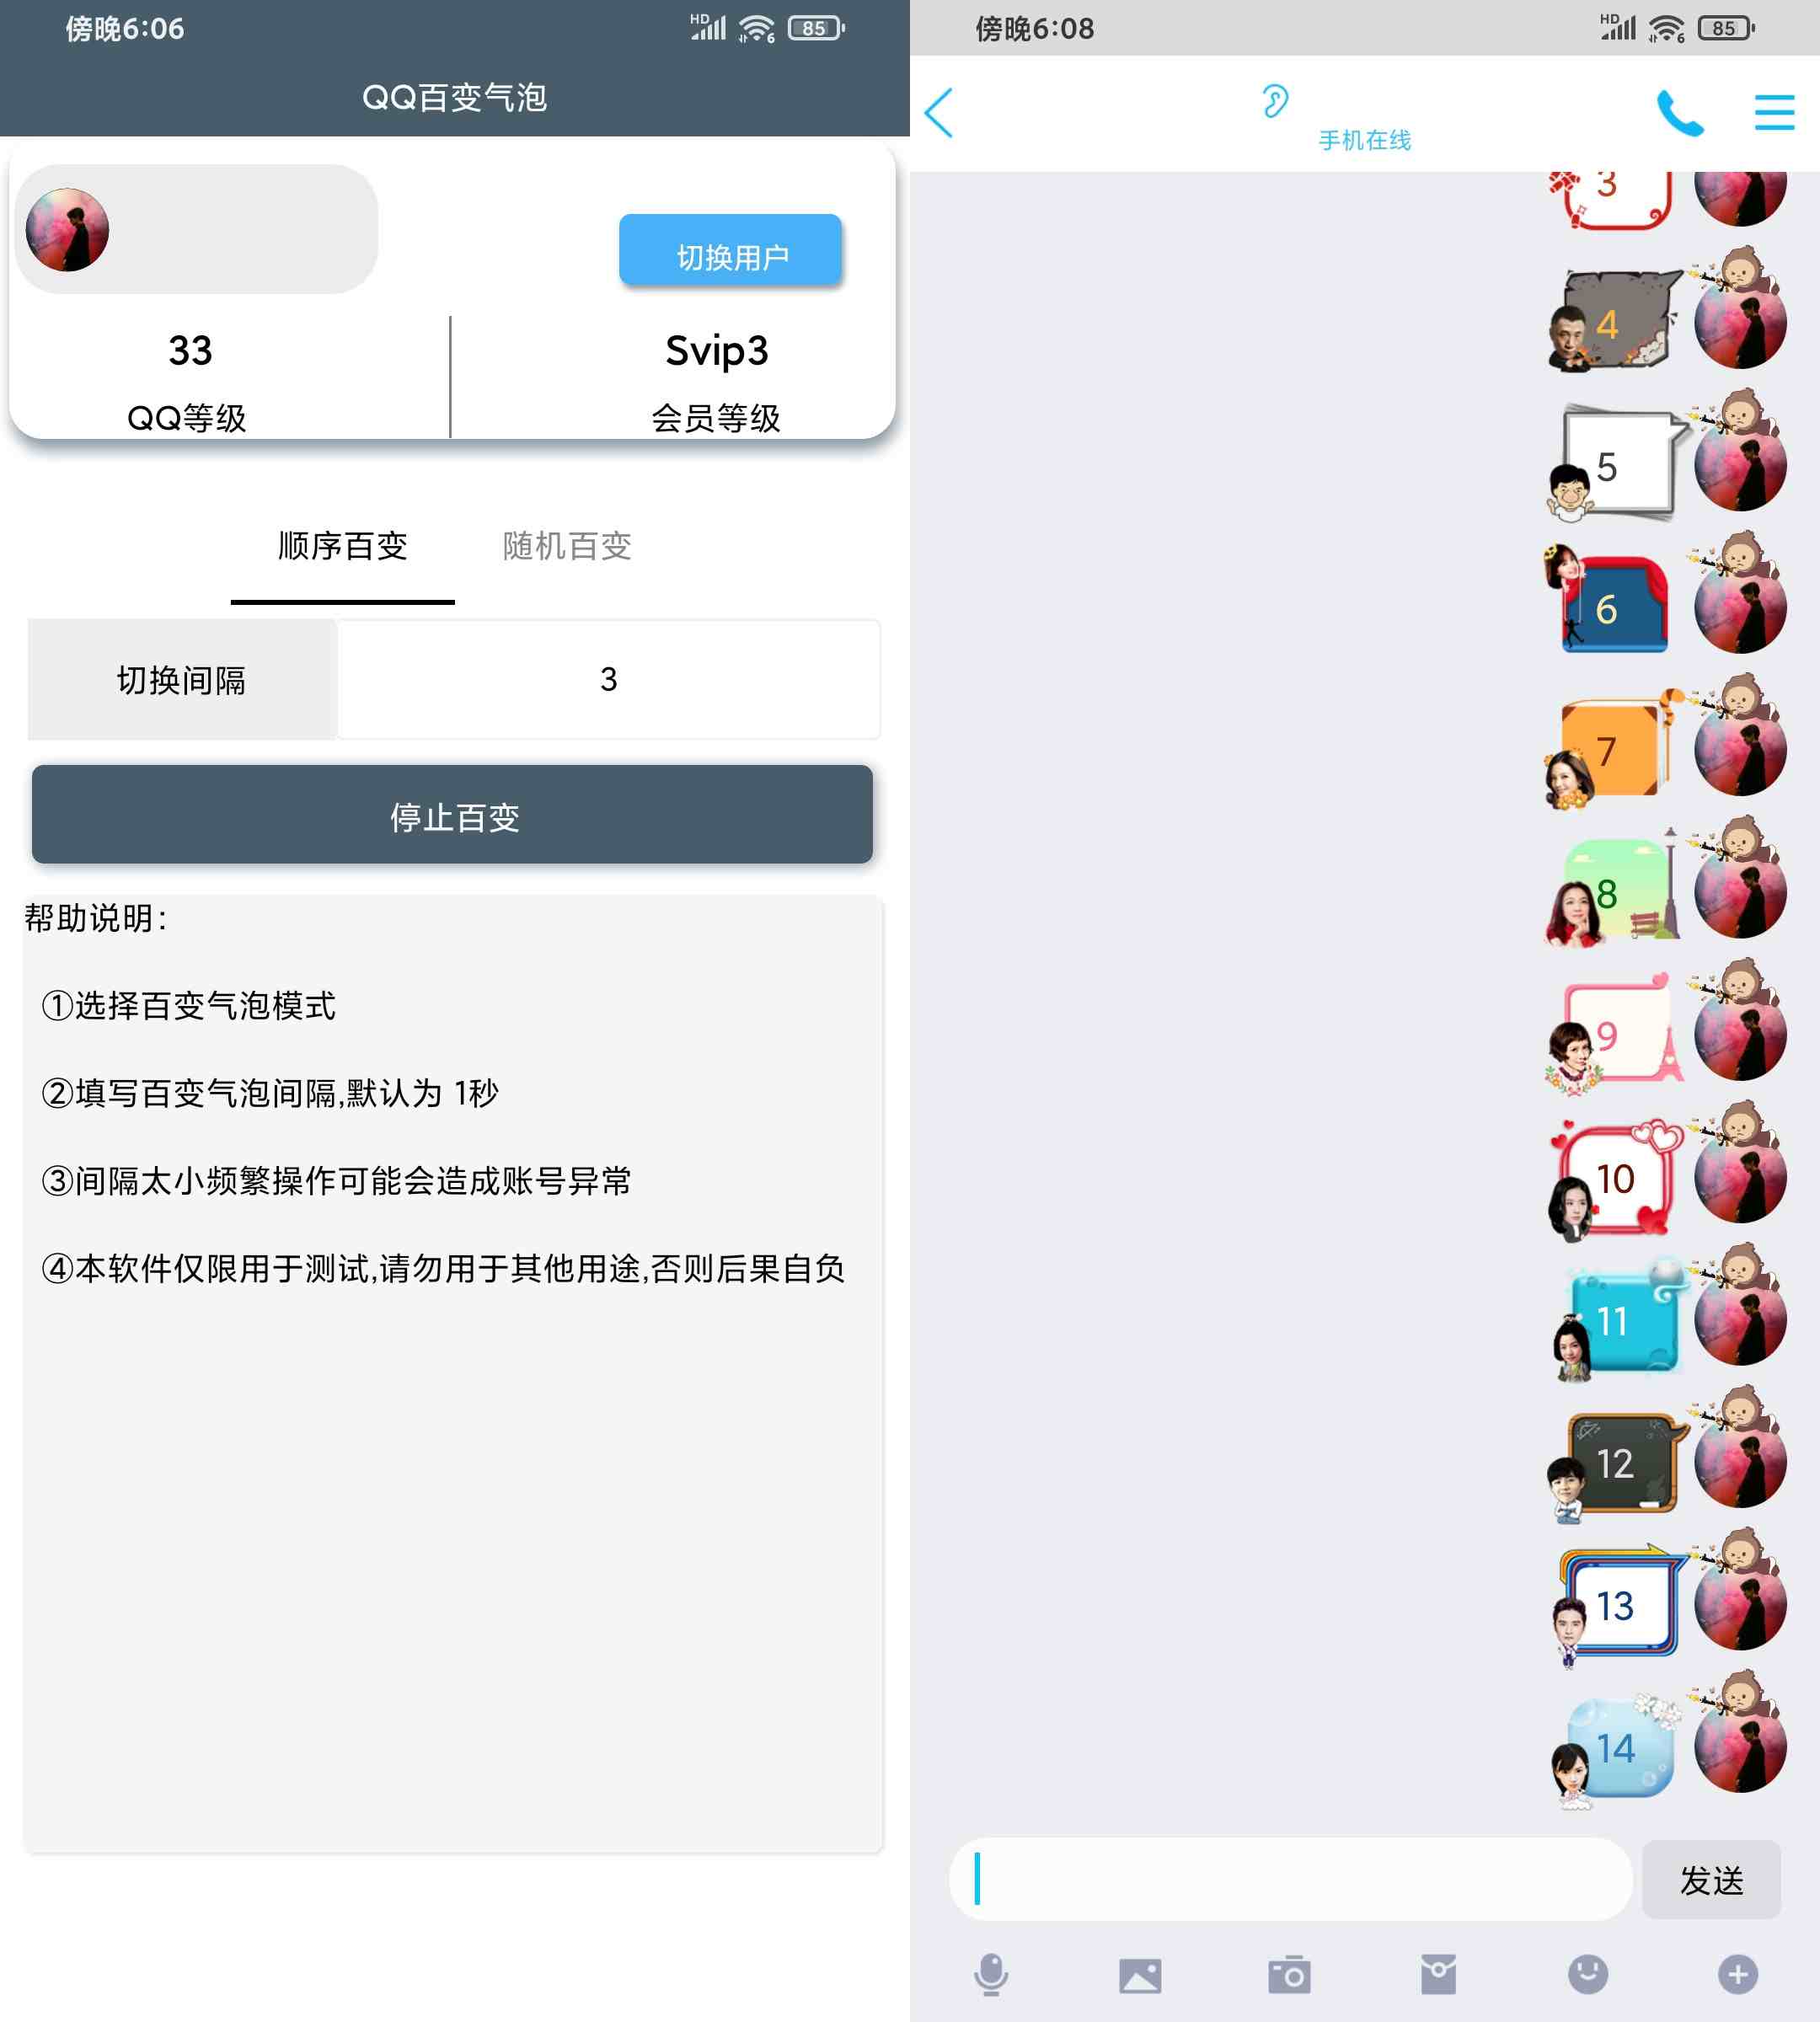 傍晚6:06
HD
6
85
QQ百变气泡
切换用户
33
Svip3
QQ等级
会员等级
顺序百变
随机百变
切换间隔
3
停止百变
帮助说明:
①选择百变气泡模式
②填写百变气泡间隔,默认为 1秒
③间隔太小频繁操作可能会造成账号异常
④本软件仅限用于测试,请勿用于其他用途,否则后果自负
傍晚6:08
HD
6
85
手机在线
3
4
5
6
7
8
9
10
11
12
13
14
发送